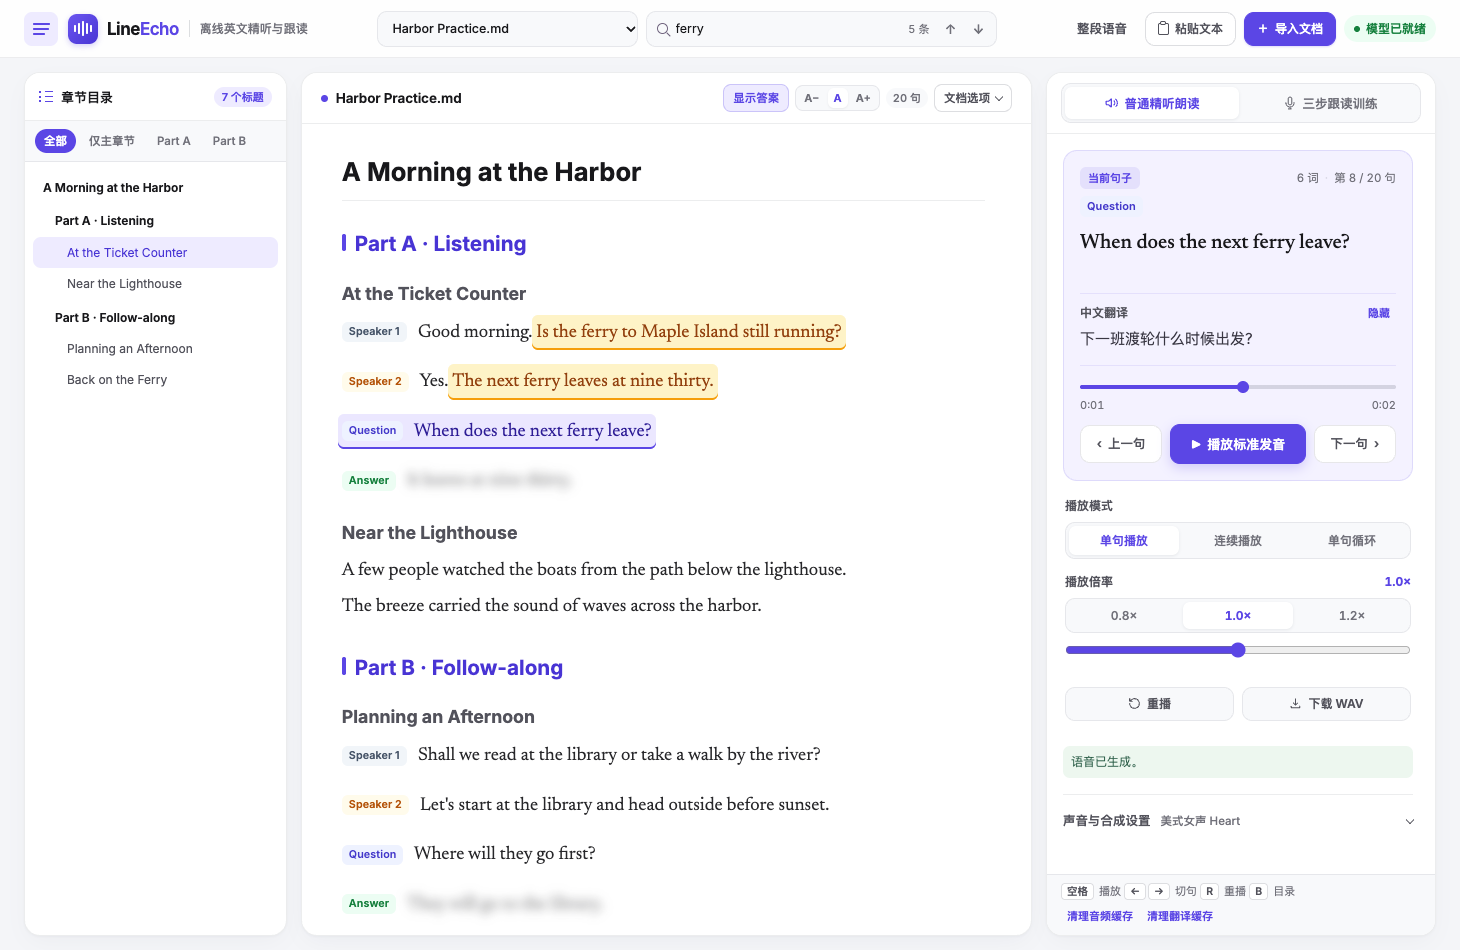 LineEcho 离线英文精听与跟读 Harbor Practice.md ferry 5 条 ↑ ↓ 整段语音 粘贴文本 + 导入文档 模型已就绪
章节目录 7 个标题
全部 仅主章节 Part A Part B
A Morning at the Harbor
Part A · Listening
At the Ticket Counter
Near the Lighthouse
Part B · Follow-along
Planning an Afternoon
Back on the Ferry
Harbor Practice.md 显示答案 A− A A+ 20 句 文档选项
A Morning at the Harbor
Part A · Listening
At the Ticket Counter
Speaker 1 Good morning. Is the ferry to Maple Island still running?
Speaker 2 Yes. The next ferry leaves at nine thirty.
Question When does the next ferry leave?
Answer
Near the Lighthouse
A few people watched the boats from the path below the lighthouse.
The breeze carried the sound of waves across the harbor.
Part B · Follow-along
Planning an Afternoon
Speaker 1 Shall we read at the library or take a walk by the river?
Speaker 2 Let's start at the library and head outside before sunset.
Question Where will they go first?
Answer
普通精听朗读 三步跟读训练
当前句子 6 词 · 第 8 / 20 句
Question
When does the next ferry leave?
中文翻译 隐藏
下一班渡轮什么时候出发?
0:01 0:02
‹ 上一句 ▶ 播放标准发音 下一句 ›
播放模式
单句播放 连续播放 单句循环
播放倍率 1.0×
0.8× 1.0× 1.2×
重播 下载 WAV
语音已生成。
声音与合成设置 美式女声 Heart
空格 播放 ← → 切句 R 重播 B 目录
清理音频缓存 清理翻译缓存